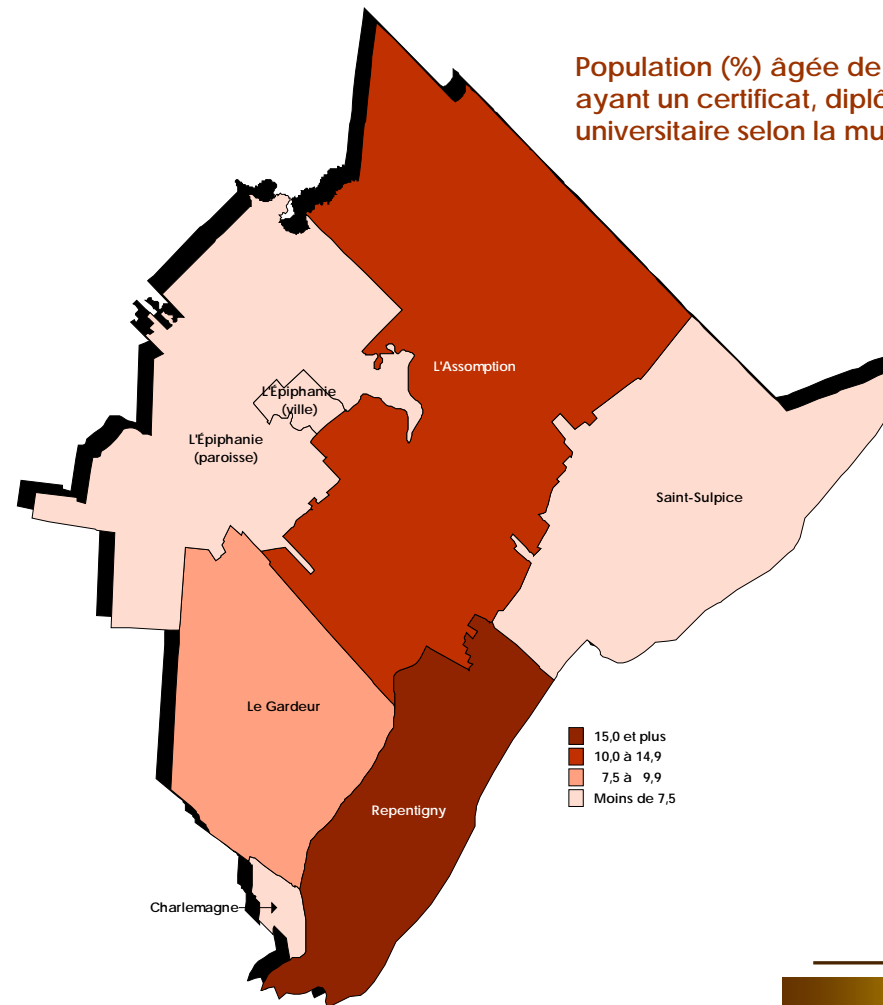 Population (%) âgée de
ayant un certificat, diplô
universitaire selon la mu
L'Assomption
L'Épiphanie
(ville)
L'Épiphanie
(paroisse)
Saint-Sulpice
Le Gardeur
15,0 et plus
10,0 à 14,9
7,5 à 9,9
Moins de 7,5
Repentigny
Charlemagne